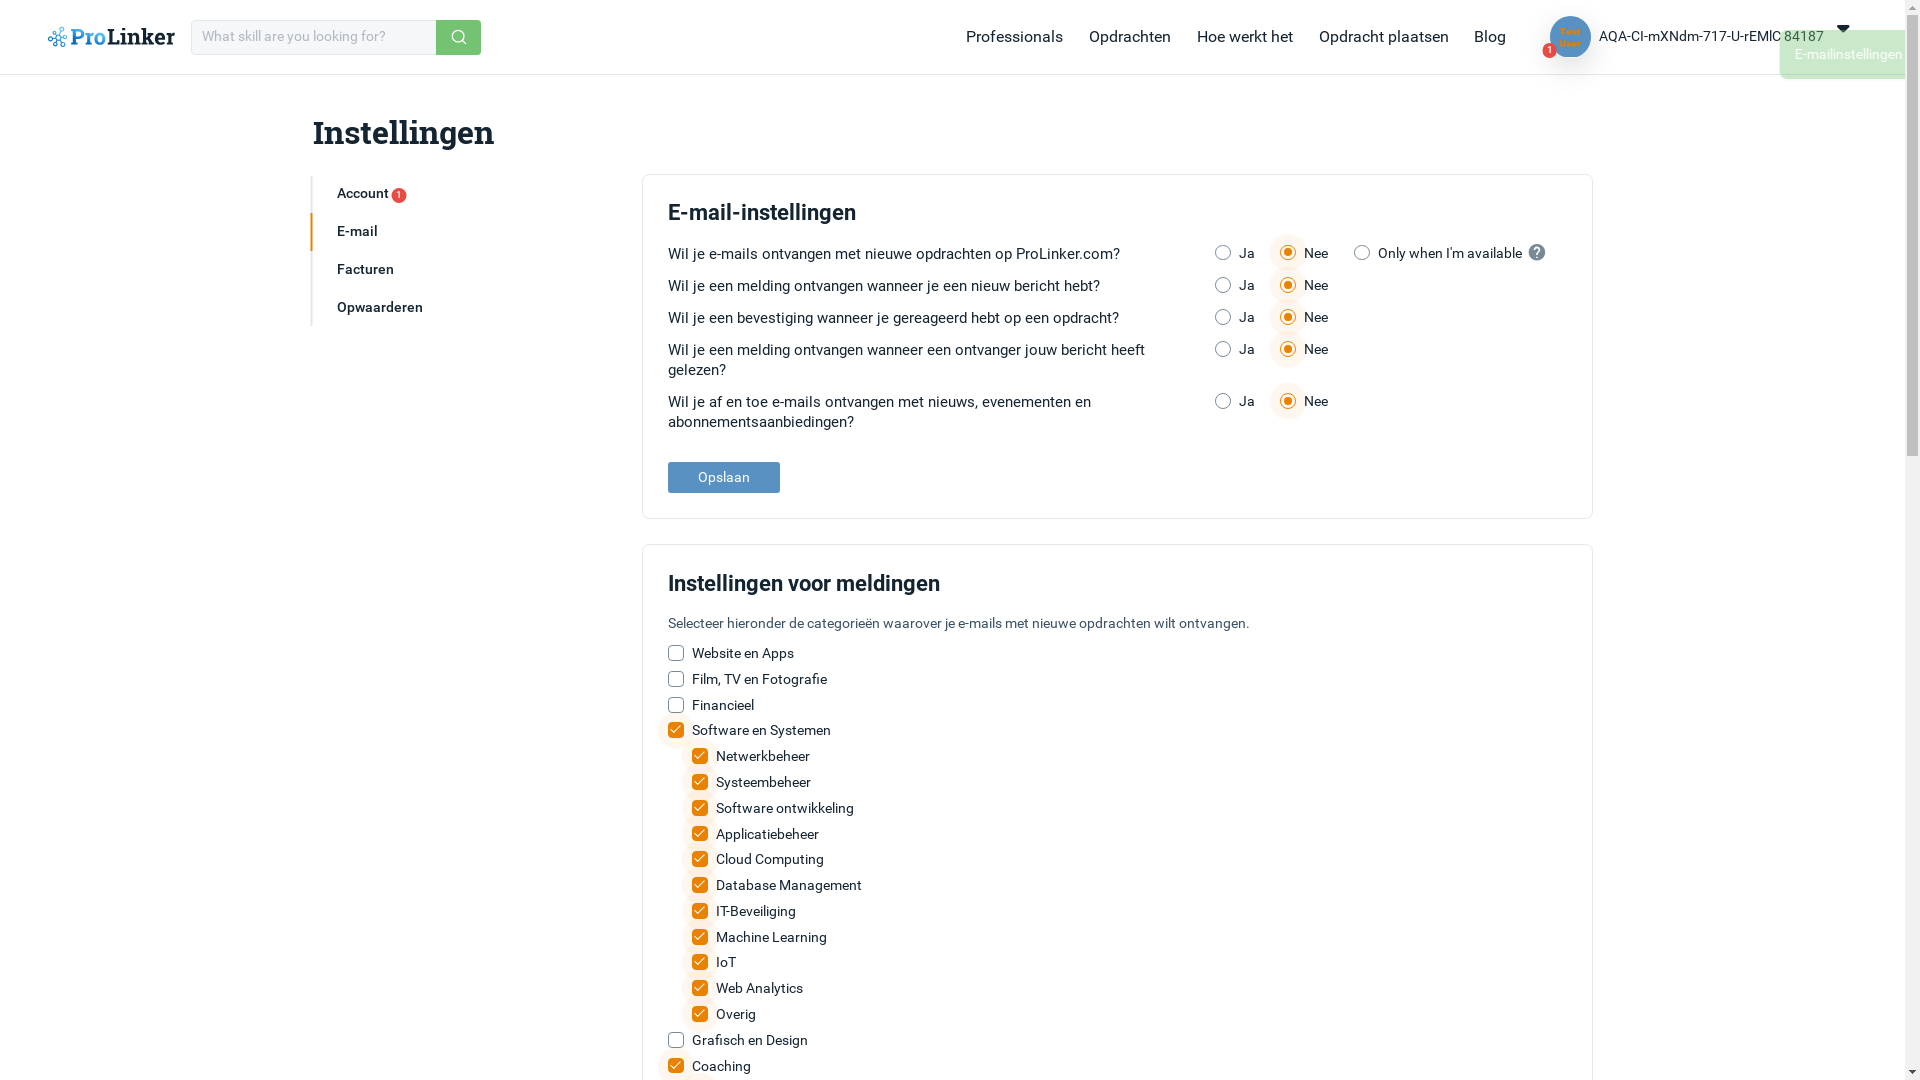 ProLinker
What skill are you looking for?
Professionals
Opdrachten
Hoe werkt het
Opdracht plaatsen
Blog
Test
User
1
AQA-CI-mXNdm-717-U-rEMlC 84187
E-mailinstellingen
Instellingen
Account 1
E-mail
Facturen
Opwaarderen
E-mail-instellingen
Wil je e-mails ontvangen met nieuwe opdrachten op ProLinker.com? Ja Nee Only when I'm available ?
Wil je een melding ontvangen wanneer je een nieuw bericht hebt? Ja Nee
Wil je een bevestiging wanneer je gereageerd hebt op een opdracht? Ja Nee
Wil je een melding ontvangen wanneer een ontvanger jouw bericht heeft Ja Nee
gelezen?
Wil je af en toe e-mails ontvangen met nieuws, evenementen en Ja Nee
abonnementsaanbiedingen?
Opslaan
Instellingen voor meldingen
Selecteer hieronder de categorieën waarover je e-mails met nieuwe opdrachten wilt ontvangen.
Website en Apps
Film, TV en Fotografie
Financieel
Software en Systemen
Netwerkbeheer
Systeembeheer
Software ontwikkeling
Applicatiebeheer
Cloud Computing
Database Management
IT-Beveiliging
Machine Learning
IoT
Web Analytics
Overig
Grafisch en Design
Coaching